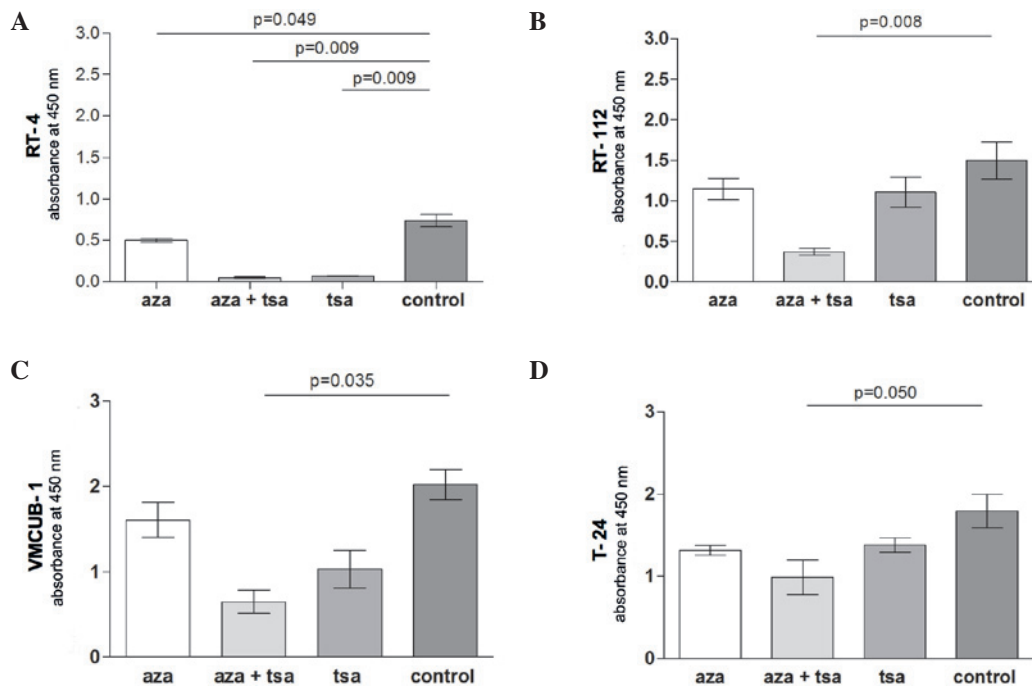 A
RT-4
absorbance at 450 nm
p=0.049
p=0.009
p=0.009
3.0
2.5
2.0
1.5
1.0
0.5
0.0
aza
aza + tsa
tsa
control
B
RT-112
absorbance at 450 nm
p=0.008
3.0
2.5
2.0
1.5
1.0
0.5
0.0
aza
aza + tsa
tsa
control
C
VMCUB-1
absorbance at 450 nm
p=0.035
3
2
1
0
aza
aza + tsa
tsa
control
D
T-24
absorbance at 450 nm
p=0.050
3
2
1
0
aza
aza + tsa
tsa
control